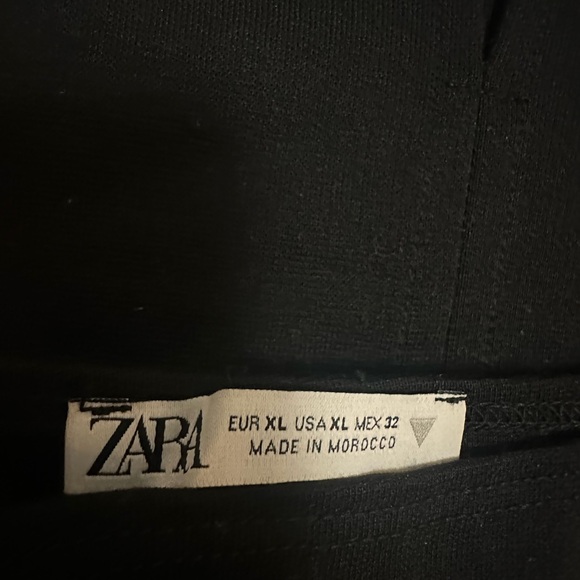 ZARA
EUR XL USA XL MEX 32
MADE IN MOROCCO